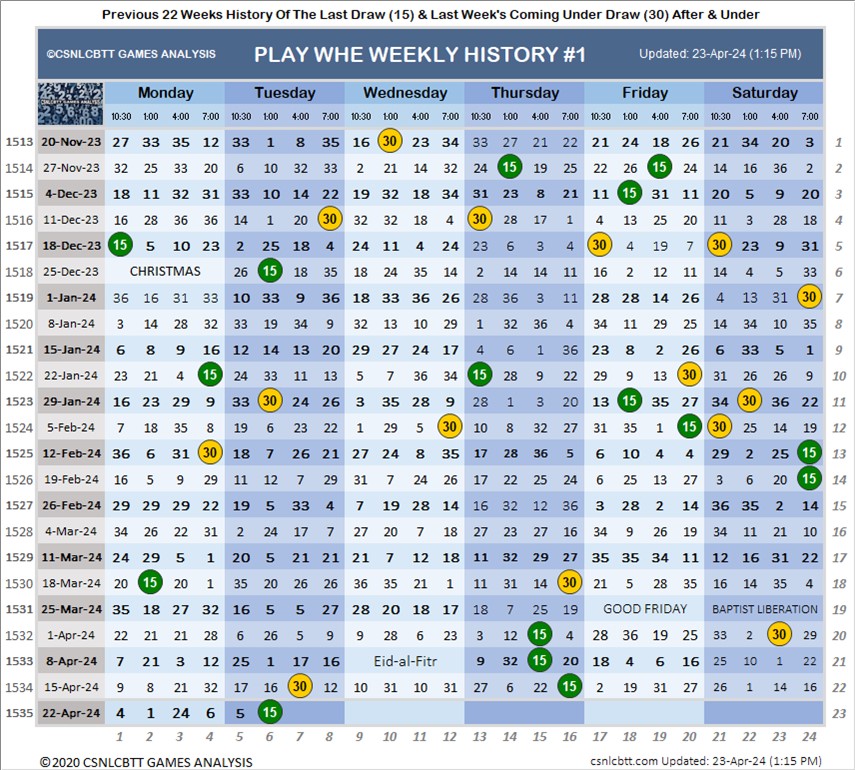 Previous 22 Weeks History Of The Last Draw (15) & Last Week's Coming Under Draw (30) After & Under
©CSNLCBTT GAMES ANALYSIS PLAY WHE WEEKLY HISTORY #1 Updated: 23-Apr-24 (1:15 PM)
CSNLCBTT GAMES ANALYSIS
Monday Tuesday Wednesday Thursday Friday Saturday
10:30 1:00 4:00 7:00 10:30 1:00 4:00 7:00 10:30 1:00 4:00 7:00 10:30 1:00 4:00 7:00 10:30 1:00 4:00 7:00 10:30 1:00 4:00 7:00
1513 20-Nov-23 27 33 35 12 33 1 8 35 16 30 23 34 33 27 21 22 21 24 18 26 21 34 20 3 1
1514 27-Nov-23 32 25 33 20 1 10 32 33 2 21 14 32 24 15 19 25 22 26 15 24 14 16 36 2 2
1515 4-Dec-23 18 11 32 31 33 10 14 22 19 32 18 34 31 23 8 21 11 15 31 11 20 5 9 20 3
1516 11-Dec-23 16 28 36 36 14 1 20 30 32 32 18 4 30 28 17 1 4 13 25 20 11 3 28 18 4
1517 18-Dec-23 15 5 10 23 2 25 18 4 24 11 4 24 23 6 3 4 30 4 19 7 30 23 9 31 5
1518 25-Dec-23 CHRISTMAS 26 15 18 35 18 24 35 14 2 14 14 11 16 2 12 11 14 4 5 33 6
1519 1-Jan-24 36 16 31 33 10 33 9 36 18 33 36 26 28 36 3 11 28 28 14 26 4 13 31 30 7
1520 8-Jan-24 3 14 28 32 33 19 34 9 32 13 10 29 1 32 36 4 34 11 29 25 14 34 10 35 8
1521 15-Jan-24 6 8 9 16 12 14 13 20 29 27 24 17 4 6 1 36 23 8 2 26 6 33 5 1 9
1522 22-Jan-24 23 21 4 15 24 33 11 13 5 7 36 34 15 28 9 22 29 9 13 30 31 26 26 9 10
1523 29-Jan-24 16 23 29 9 33 30 24 26 3 35 28 9 28 1 3 20 13 15 35 27 34 30 36 22 11
1524 5-Feb-24 7 18 35 8 19 6 23 22 1 29 5 30 10 8 32 27 31 35 1 15 30 25 14 19 12
1525 12-Feb-24 36 6 31 30 18 7 26 21 27 24 8 35 17 28 36 5 6 10 4 4 29 2 25 15 13
1526 19-Feb-24 16 5 9 29 11 12 7 29 31 7 24 26 9 5 27 7 6 25 13 27 3 6 20 15 14
1527 26-Feb-24 29 29 29 22 19 5 33 4 7 19 28 14 16 32 12 36 3 28 2 14 36 35 2 14 15
1528 4-Mar-24 34 26 22 31 2 24 17 7 27 20 7 18 27 23 27 16 34 9 26 19 34 11 21 10 16
1529 11-Mar-24 24 29 5 1 20 5 21 21 21 7 12 18 11 32 29 27 35 35 34 11 12 16 31 22 17
1530 18-Mar-24 20 15 20 1 35 20 26 26 36 35 21 1 11 31 14 30 21 5 28 35 16 14 35 4 18
1531 25-Mar-24 35 18 27 32 16 5 5 27 28 20 18 17 18 7 25 19 GOOD FRIDAY BAPTIST LIBERATION 19
1532 1-Apr-24 22 21 21 28 6 26 5 9 9 28 6 23 3 12 15 4 28 36 19 25 33 2 30 29 20
1533 8-Apr-24 7 21 3 12 25 1 17 16 Eid-al-Fitr 9 32 15 20 18 4 6 16 25 10 1 22 21
1534 15-Apr-24 9 8 21 32 17 16 30 12 10 31 10 31 27 6 22 15 2 19 31 27 26 1 14 16 22
1535 22-Apr-24 4 1 24 6 5 15 23
1 2 3 4 5 6 7 8 9 10 11 12 13 14 15 16 17 18 19 20 21 22 23 24
©2020 CSNLCBTT GAMES ANALYSIS csnlcbtt.com Updated: 23-Apr-24 (1:15 PM)